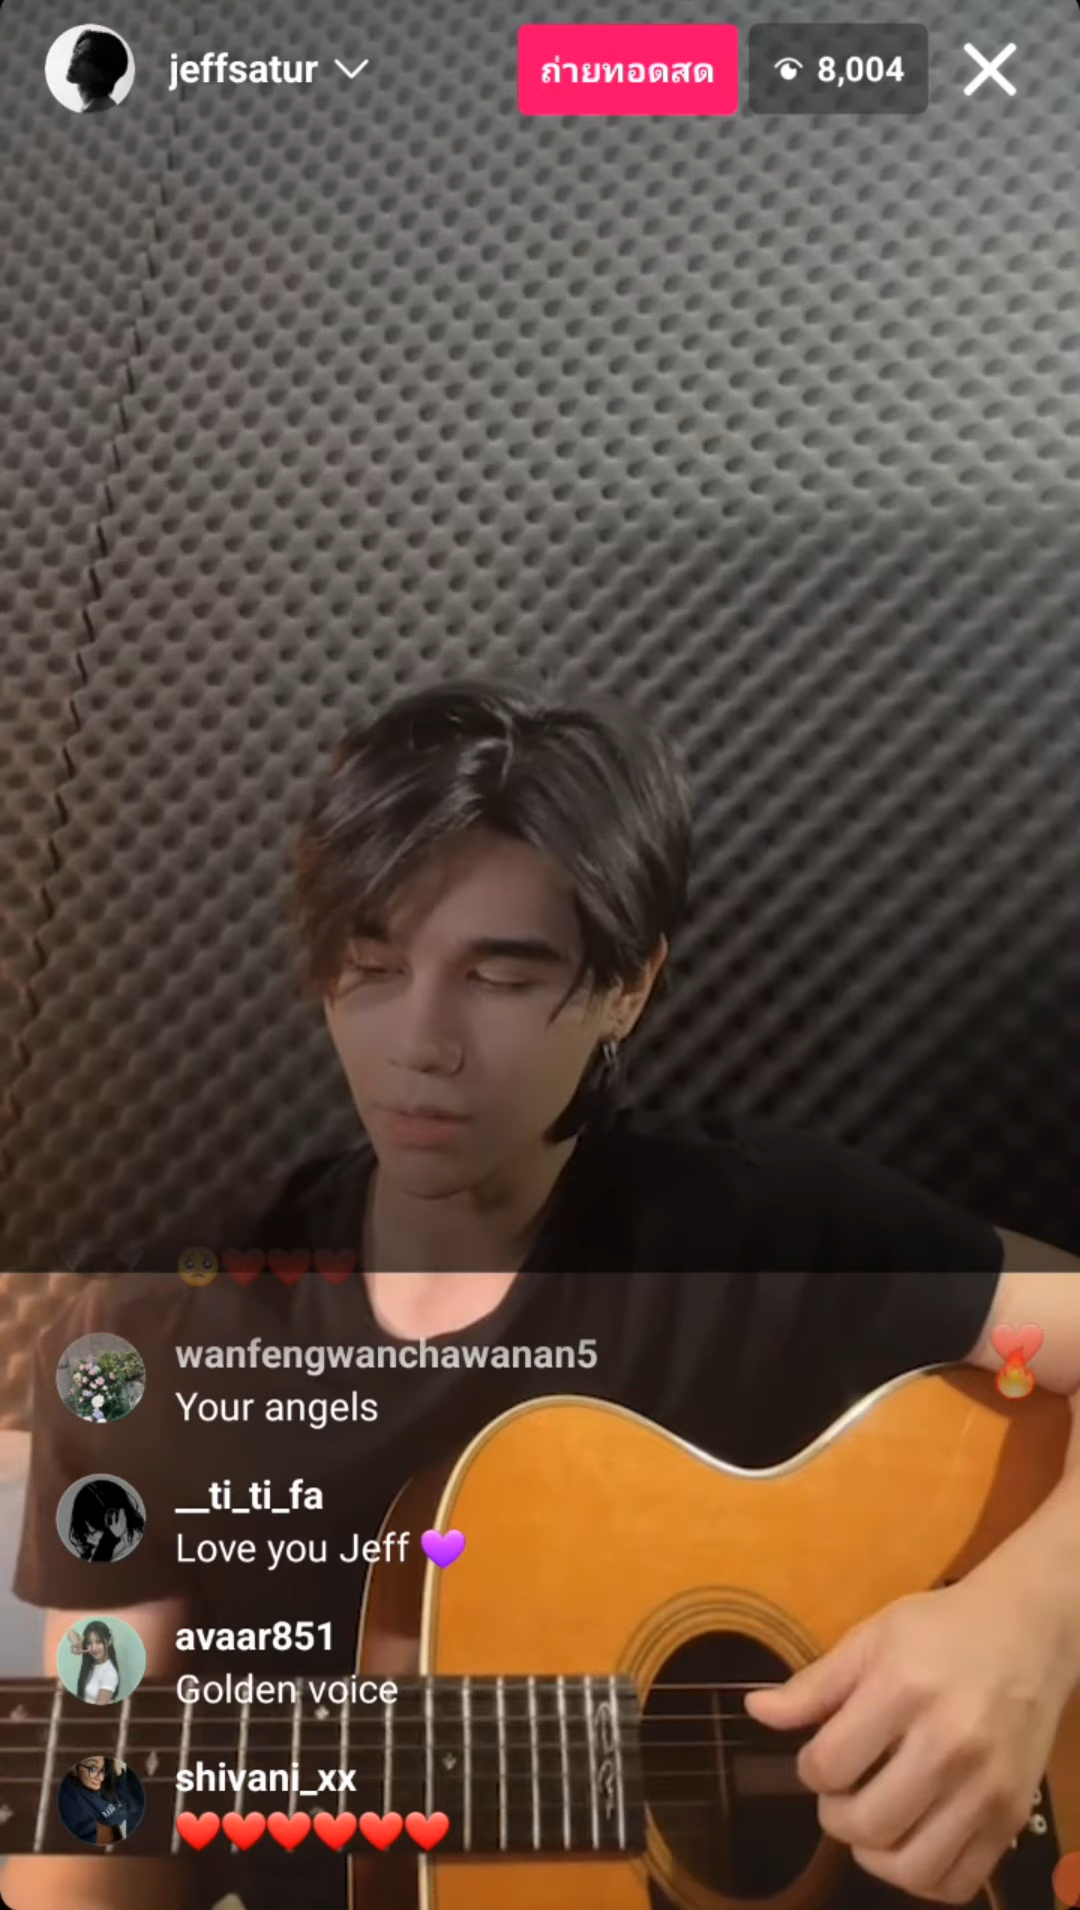 jeffsatur
ถ่ายทอดสด
8,004
🥺❤️❤️❤️
wanfengwanchawanan5
Your angels
__ti_ti_fa
Love you Jeff 💜
avaar851
Golden voice
shivani_xx
❤️❤️❤️❤️❤️❤️